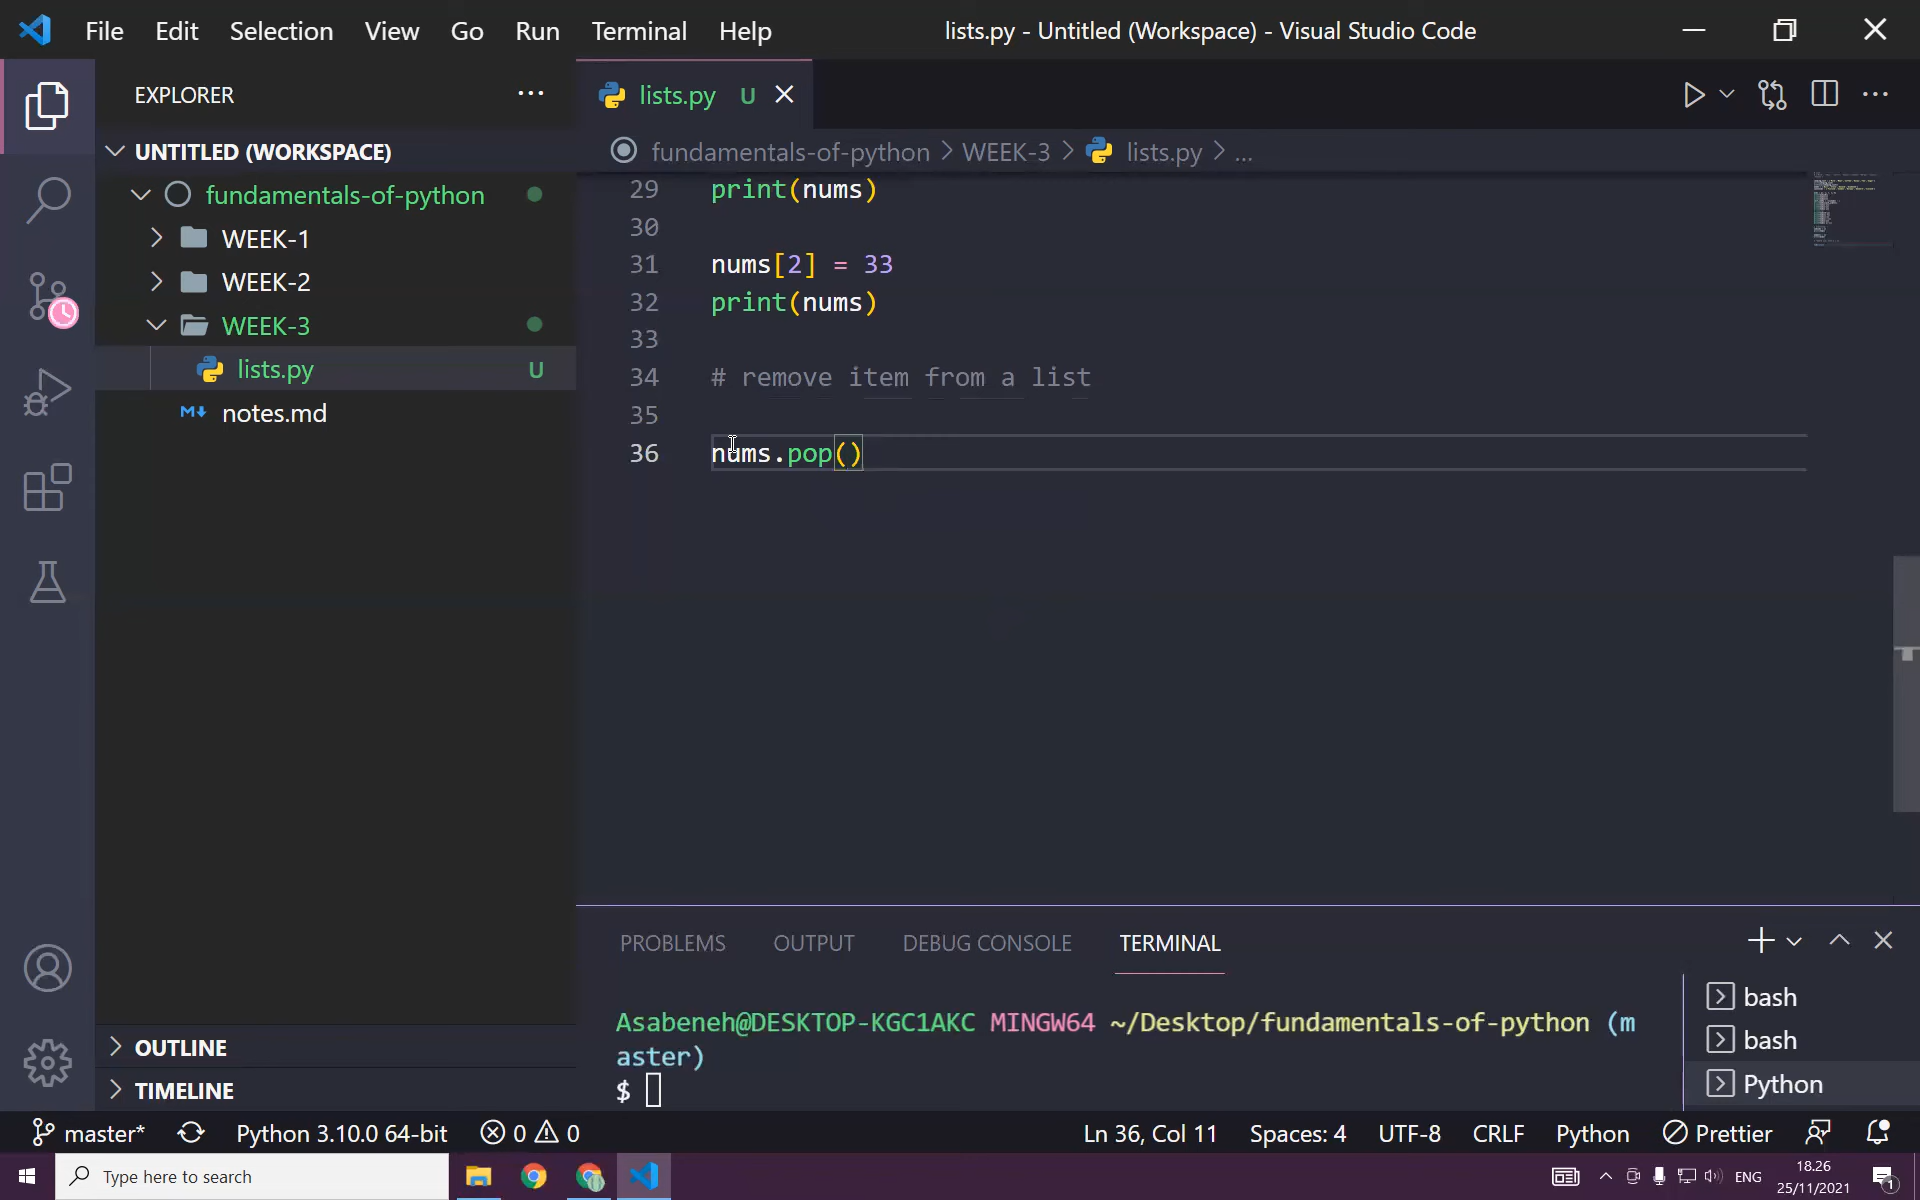 File Edit Selection View Go Run Terminal Help lists.py - Untitled (Workspace) - Visual Studio Code
EXPLORER
UNTITLED (WORKSPACE)
fundamentals-of-python
WEEK-1
WEEK-2
WEEK-3
lists.py U
notes.md
OUTLINE
TIMELINE
lists.py U
fundamentals-of-python > WEEK-3 > lists.py > ...
29 print(nums)
30
31 nums[2] = 33
32 print(nums)
33
34 # remove item from a list
35
36 nums.pop()
PROBLEMS OUTPUT DEBUG CONSOLE TERMINAL
Asabeneh@DESKTOP-KGC1AKC MINGW64 ~/Desktop/fundamentals-of-python (m
aster)
$
bash
bash
Python
master* Python 3.10.0 64-bit 0 0 Ln 36, Col 11 Spaces: 4 UTF-8 CRLF Python Prettier
Type here to search ENG 18.26
25/11/2021 1